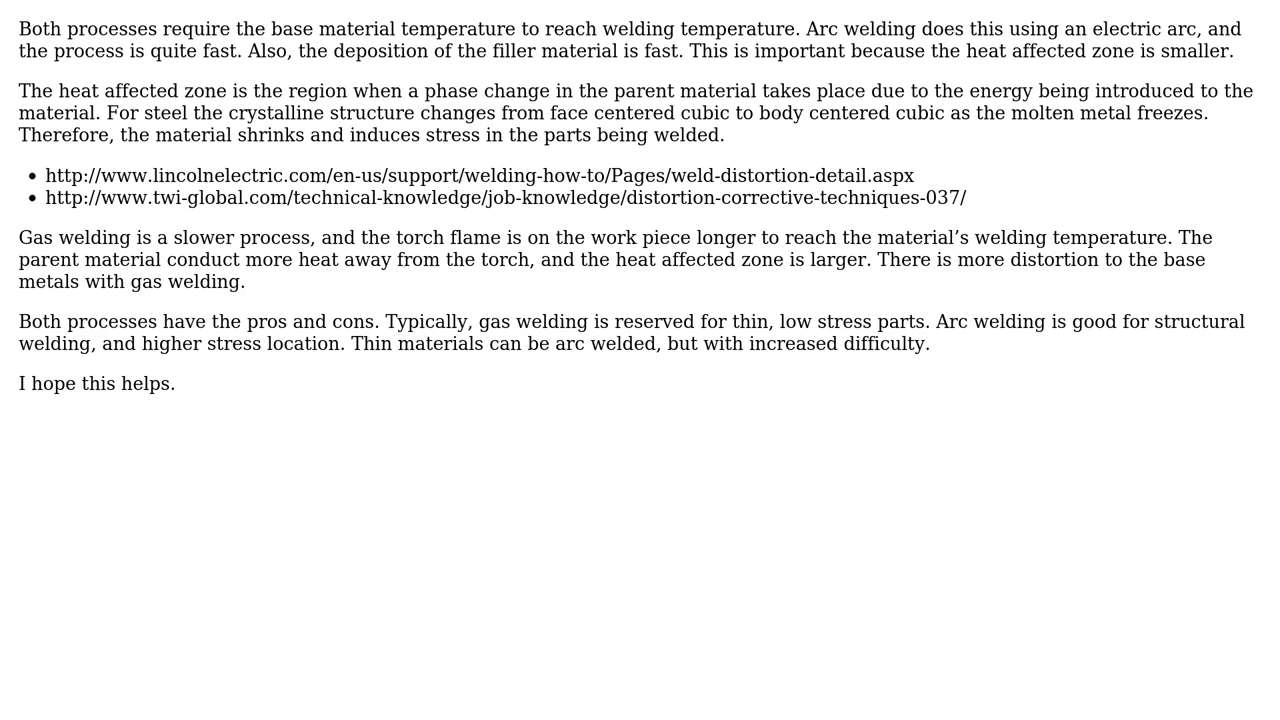 Both processes require the base material temperature to reach welding temperature. Arc welding does this using an electric arc, and
the process is quite fast. Also, the deposition of the filler material is fast. This is important because the heat affected zone is smaller.
The heat affected zone is the region when a phase change in the parent material takes place due to the energy being introduced to the
material. For steel the crystalline structure changes from face centered cubic to body centered cubic as the molten metal freezes.
Therefore, the material shrinks and induces stress in the parts being welded.
• http://www.lincolnelectric.com/en-us/support/welding-how-to/Pages/weld-distortion-detail.aspx
• http://www.twi-global.com/technical-knowledge/job-knowledge/distortion-corrective-techniques-037/
Gas welding is a slower process, and the torch flame is on the work piece longer to reach the material’s welding temperature. The
parent material conduct more heat away from the torch, and the heat affected zone is larger. There is more distortion to the base
metals with gas welding.
Both processes have the pros and cons. Typically, gas welding is reserved for thin, low stress parts. Arc welding is good for structural
welding, and higher stress location. Thin materials can be arc welded, but with increased difficulty.
I hope this helps.